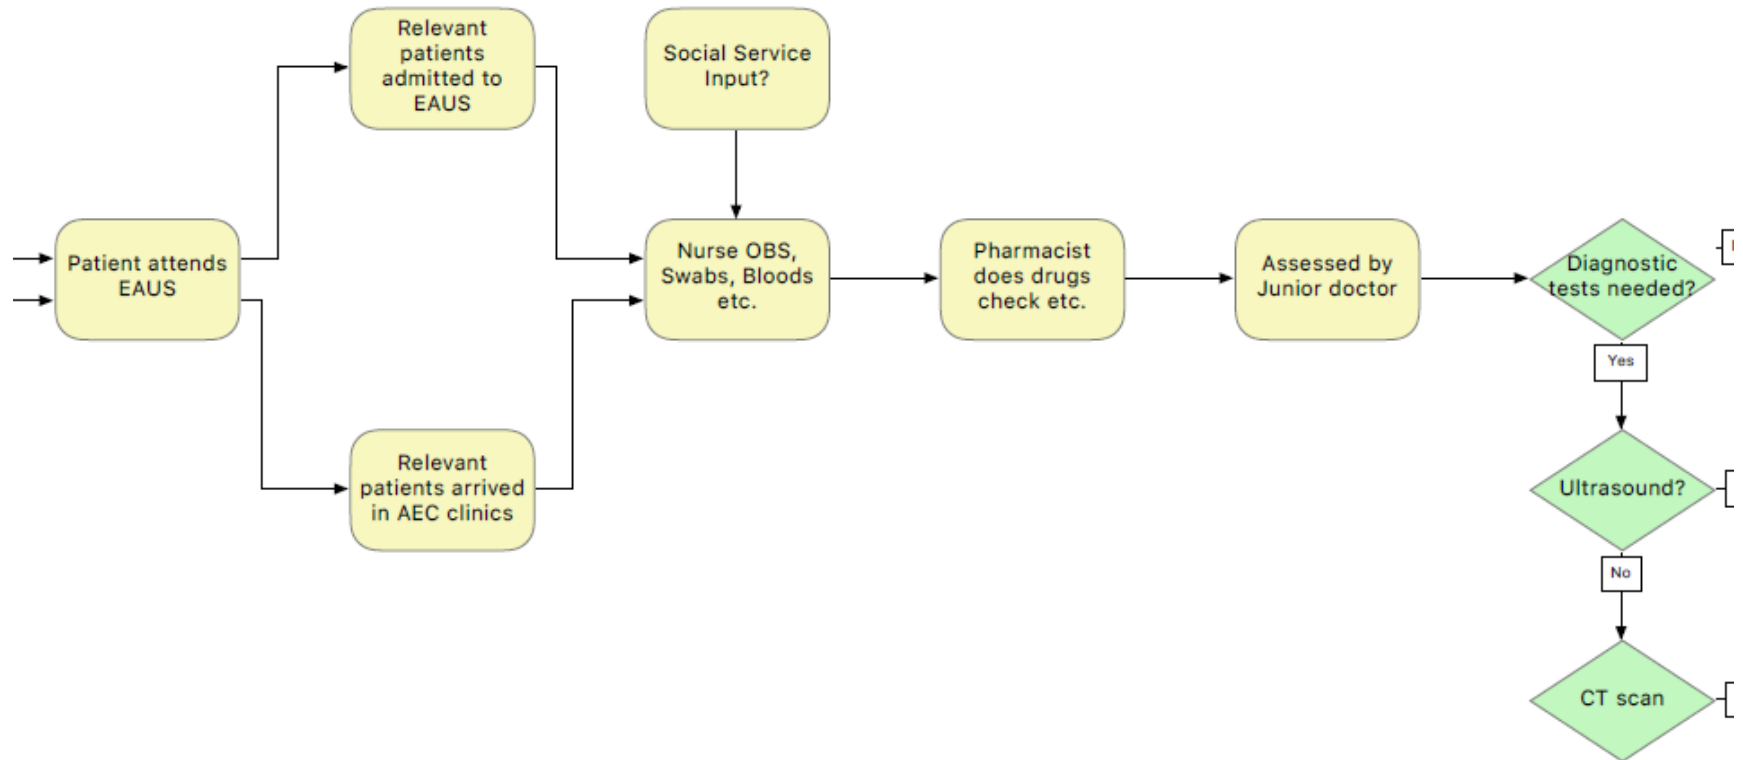 Relevant
patients
admitted to
EAUS
Social Service
Input?
Patient attends
EAUS
Nurse OBS,
Swabs, Bloods
etc.
Pharmacist
does drugs
check etc.
Assessed by
Junior doctor
Diagnostic
tests needed?
Yes
Relevant
patients arrived
in AEC clinics
Ultrasound?
No
CT scan